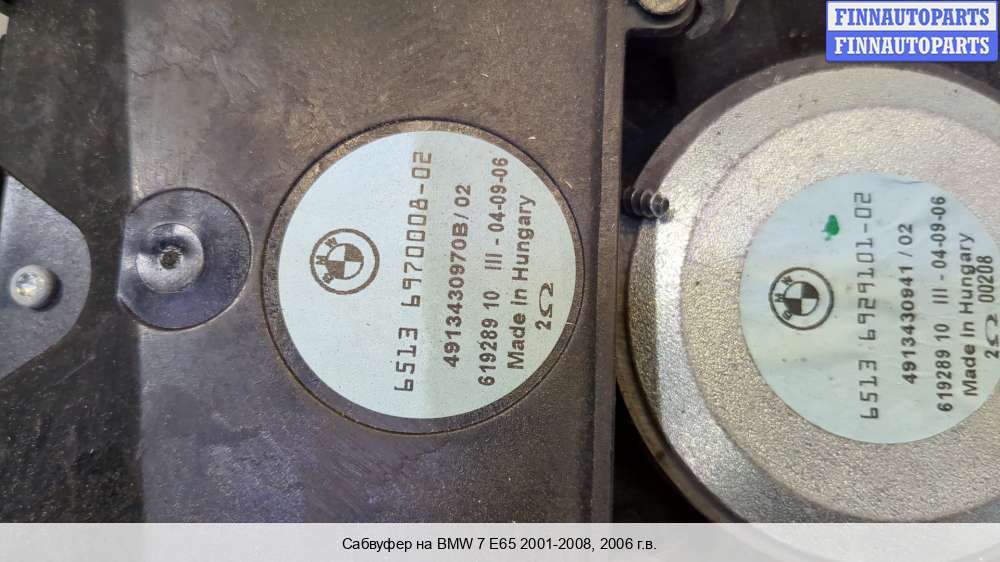 FINNAUTOPARTS
FINNAUTOPARTS
BMW
6513 6970008-02
4913430970B/02
619289 10 III - 04-09-06
Made in Hungary
2Ω
BMW
6513 6929101-02
4913430941/02
619289 10 III - 04-09-06
Made in Hungary
2Ω 00208
Сабвуфер на BMW 7 E65 2001-2008, 2006 г.в.